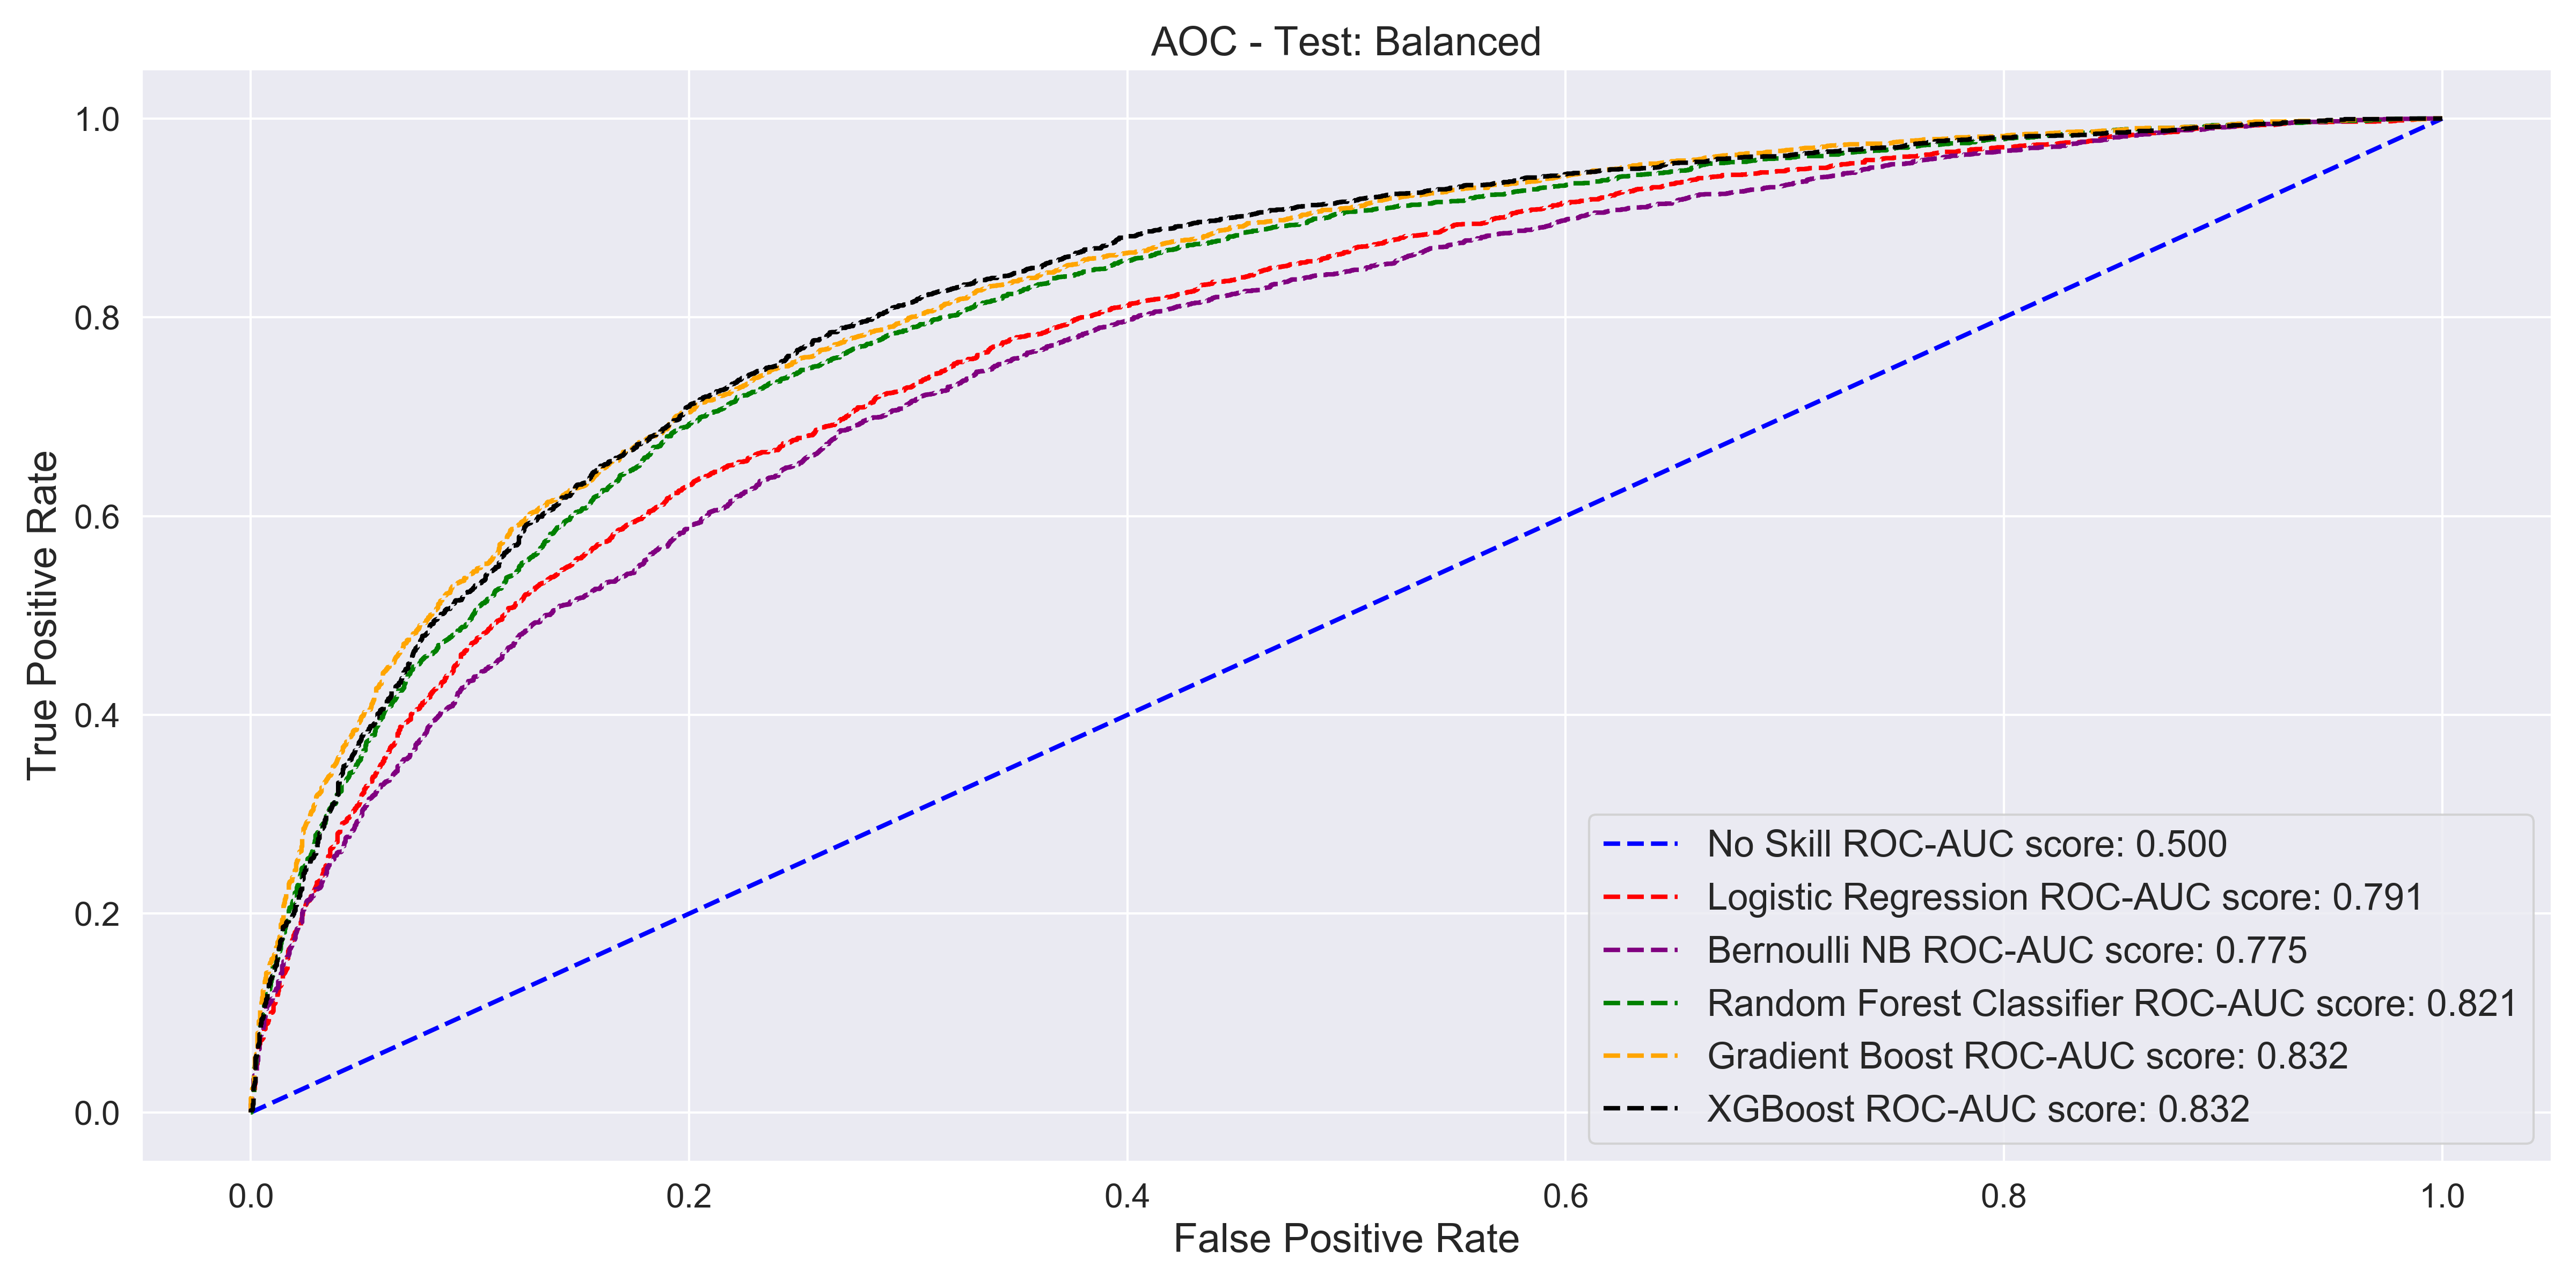 AOC - Test: Balanced
1.0
0.8
0.6
0.4
0.2
0.0
True Positive Rate
No Skill ROC-AUC score: 0.500
Logistic Regression ROC-AUC score: 0.791
Bernoulli NB ROC-AUC score: 0.775
Random Forest Classifier ROC-AUC score: 0.821
Gradient Boost ROC-AUC score: 0.832
XGBoost ROC-AUC score: 0.832
0.0 0.2 0.4 0.6 0.8 1.0
False Positive Rate